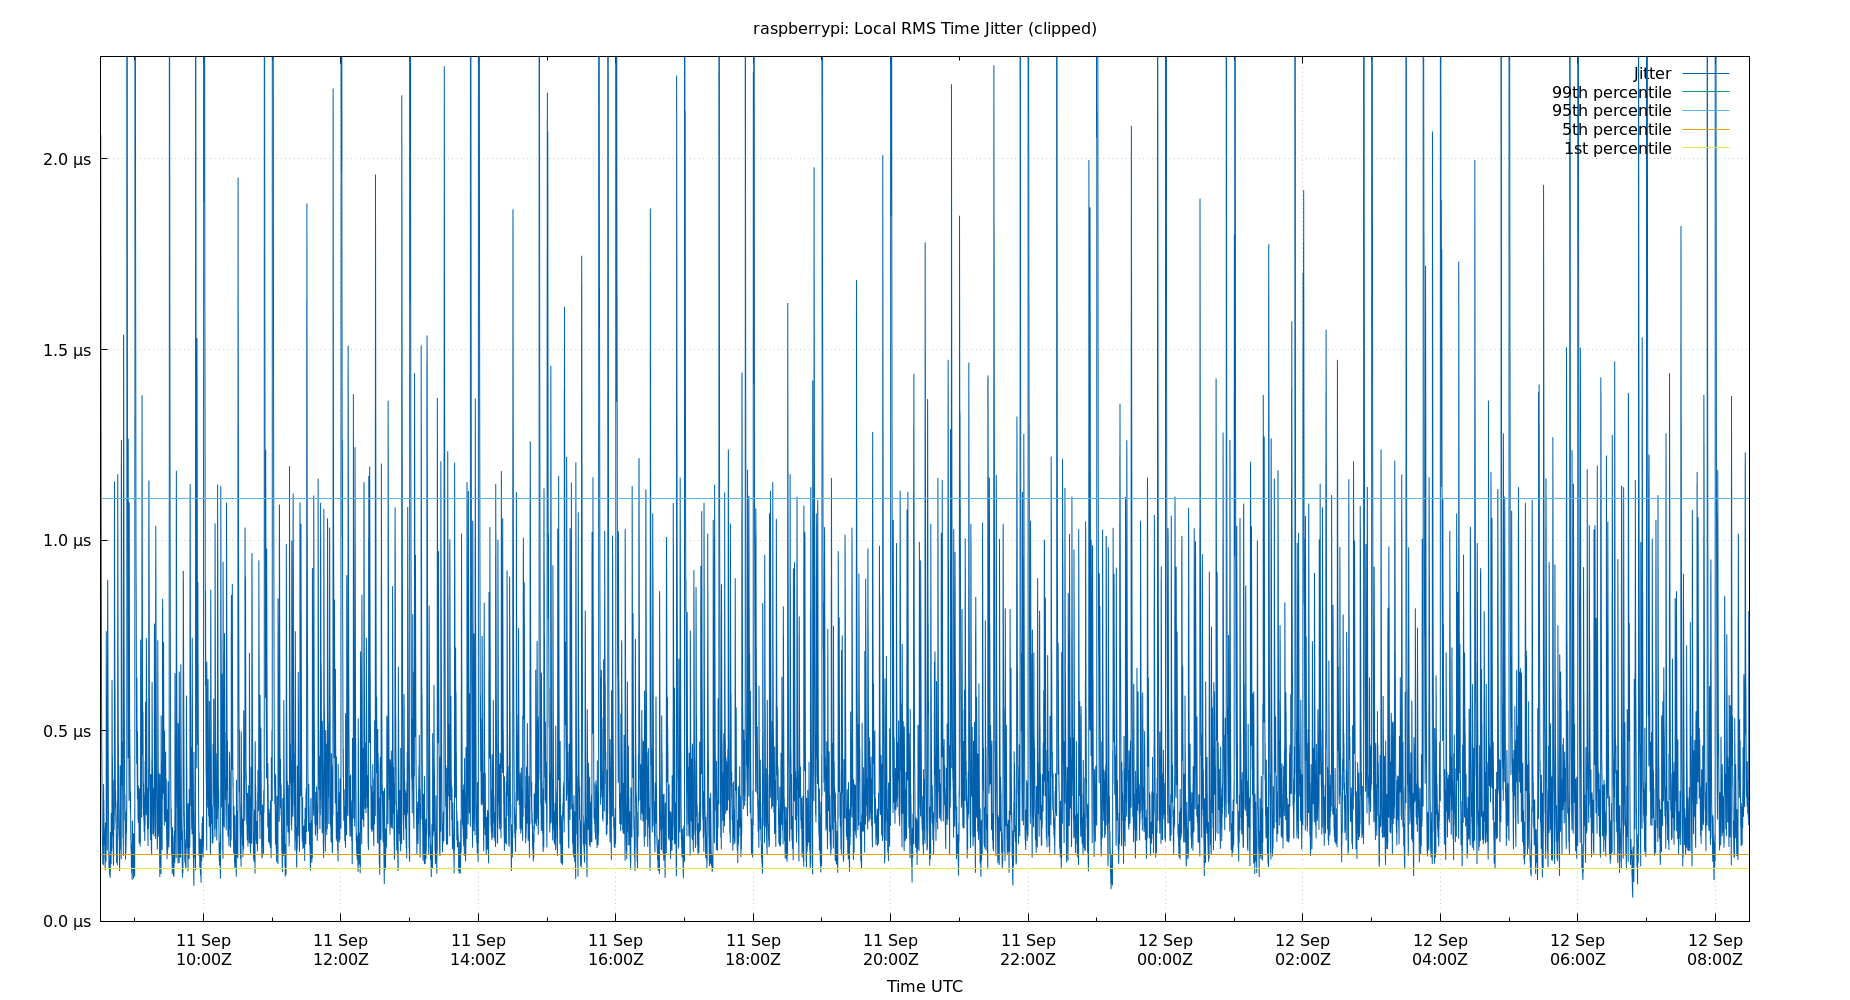 raspberrypi: Local RMS Time Jitter (clipped)
Jitter
99th percentile
95th percentile
5th percentile
1st percentile
2.0 µs
1.5 µs
1.0 µs
0.5 µs
0.0 µs
11 Sep 11 Sep 11 Sep 11 Sep 11 Sep 11 Sep 11 Sep 12 Sep 12 Sep 12 Sep 12 Sep 12 Sep
10:00Z 12:00Z 14:00Z 16:00Z 18:00Z 20:00Z 22:00Z 00:00Z 02:00Z 04:00Z 06:00Z 08:00Z
Time UTC